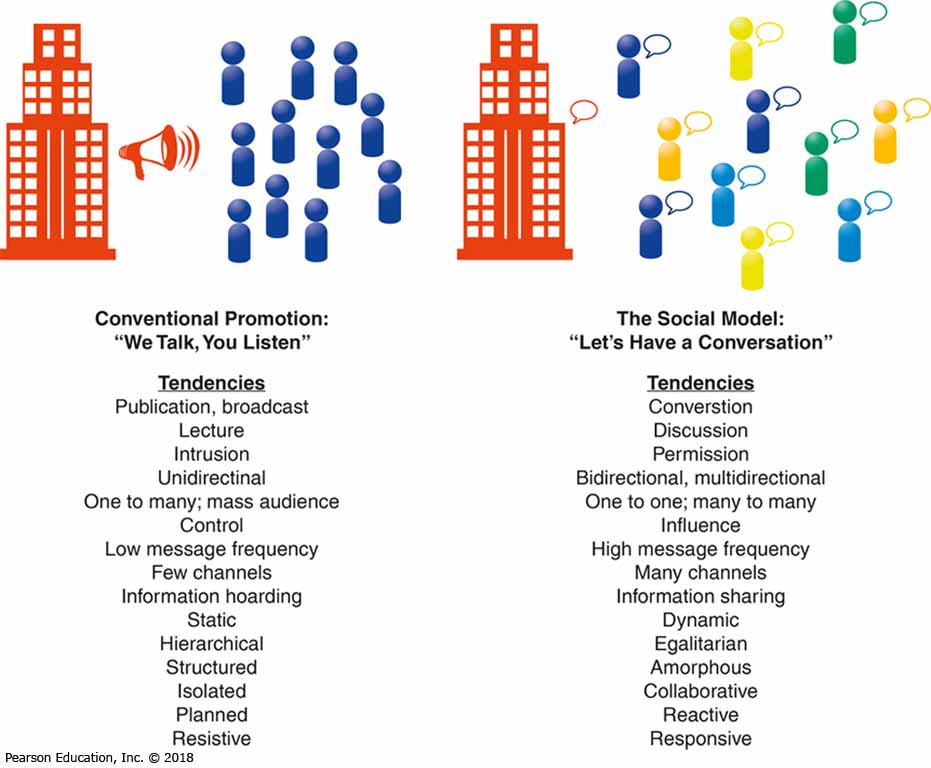 Conventional Promotion:
“We Talk, You Listen”
Tendencies
Publication, broadcast
Lecture
Intrusion
Unidirectinal
One to many; mass audience
Control
Low message frequency
Few channels
Information hoarding
Static
Hierarchical
Structured
Isolated
Planned
Resistive
The Social Model:
“Let’s Have a Conversation”
Tendencies
Converstion
Discussion
Permission
Bidirectional, multidirectional
One to one; many to many
Influence
High message frequency
Many channels
Information sharing
Dynamic
Egalitarian
Amorphous
Collaborative
Reactive
Responsive
Pearson Education, Inc. © 2018